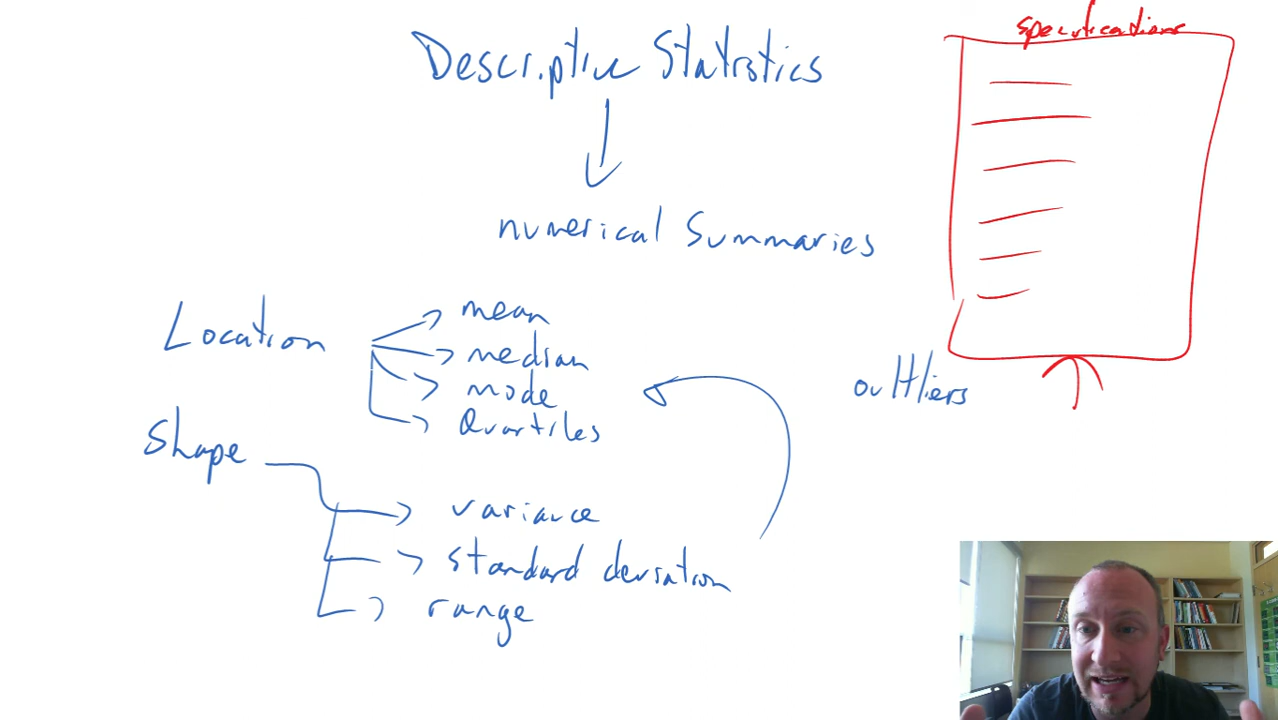 specifications
Descriptive Statistics
numerical Summaries
Location
mean
median
mode
Quartiles
outliers
Shape
variance
standard deviation
range